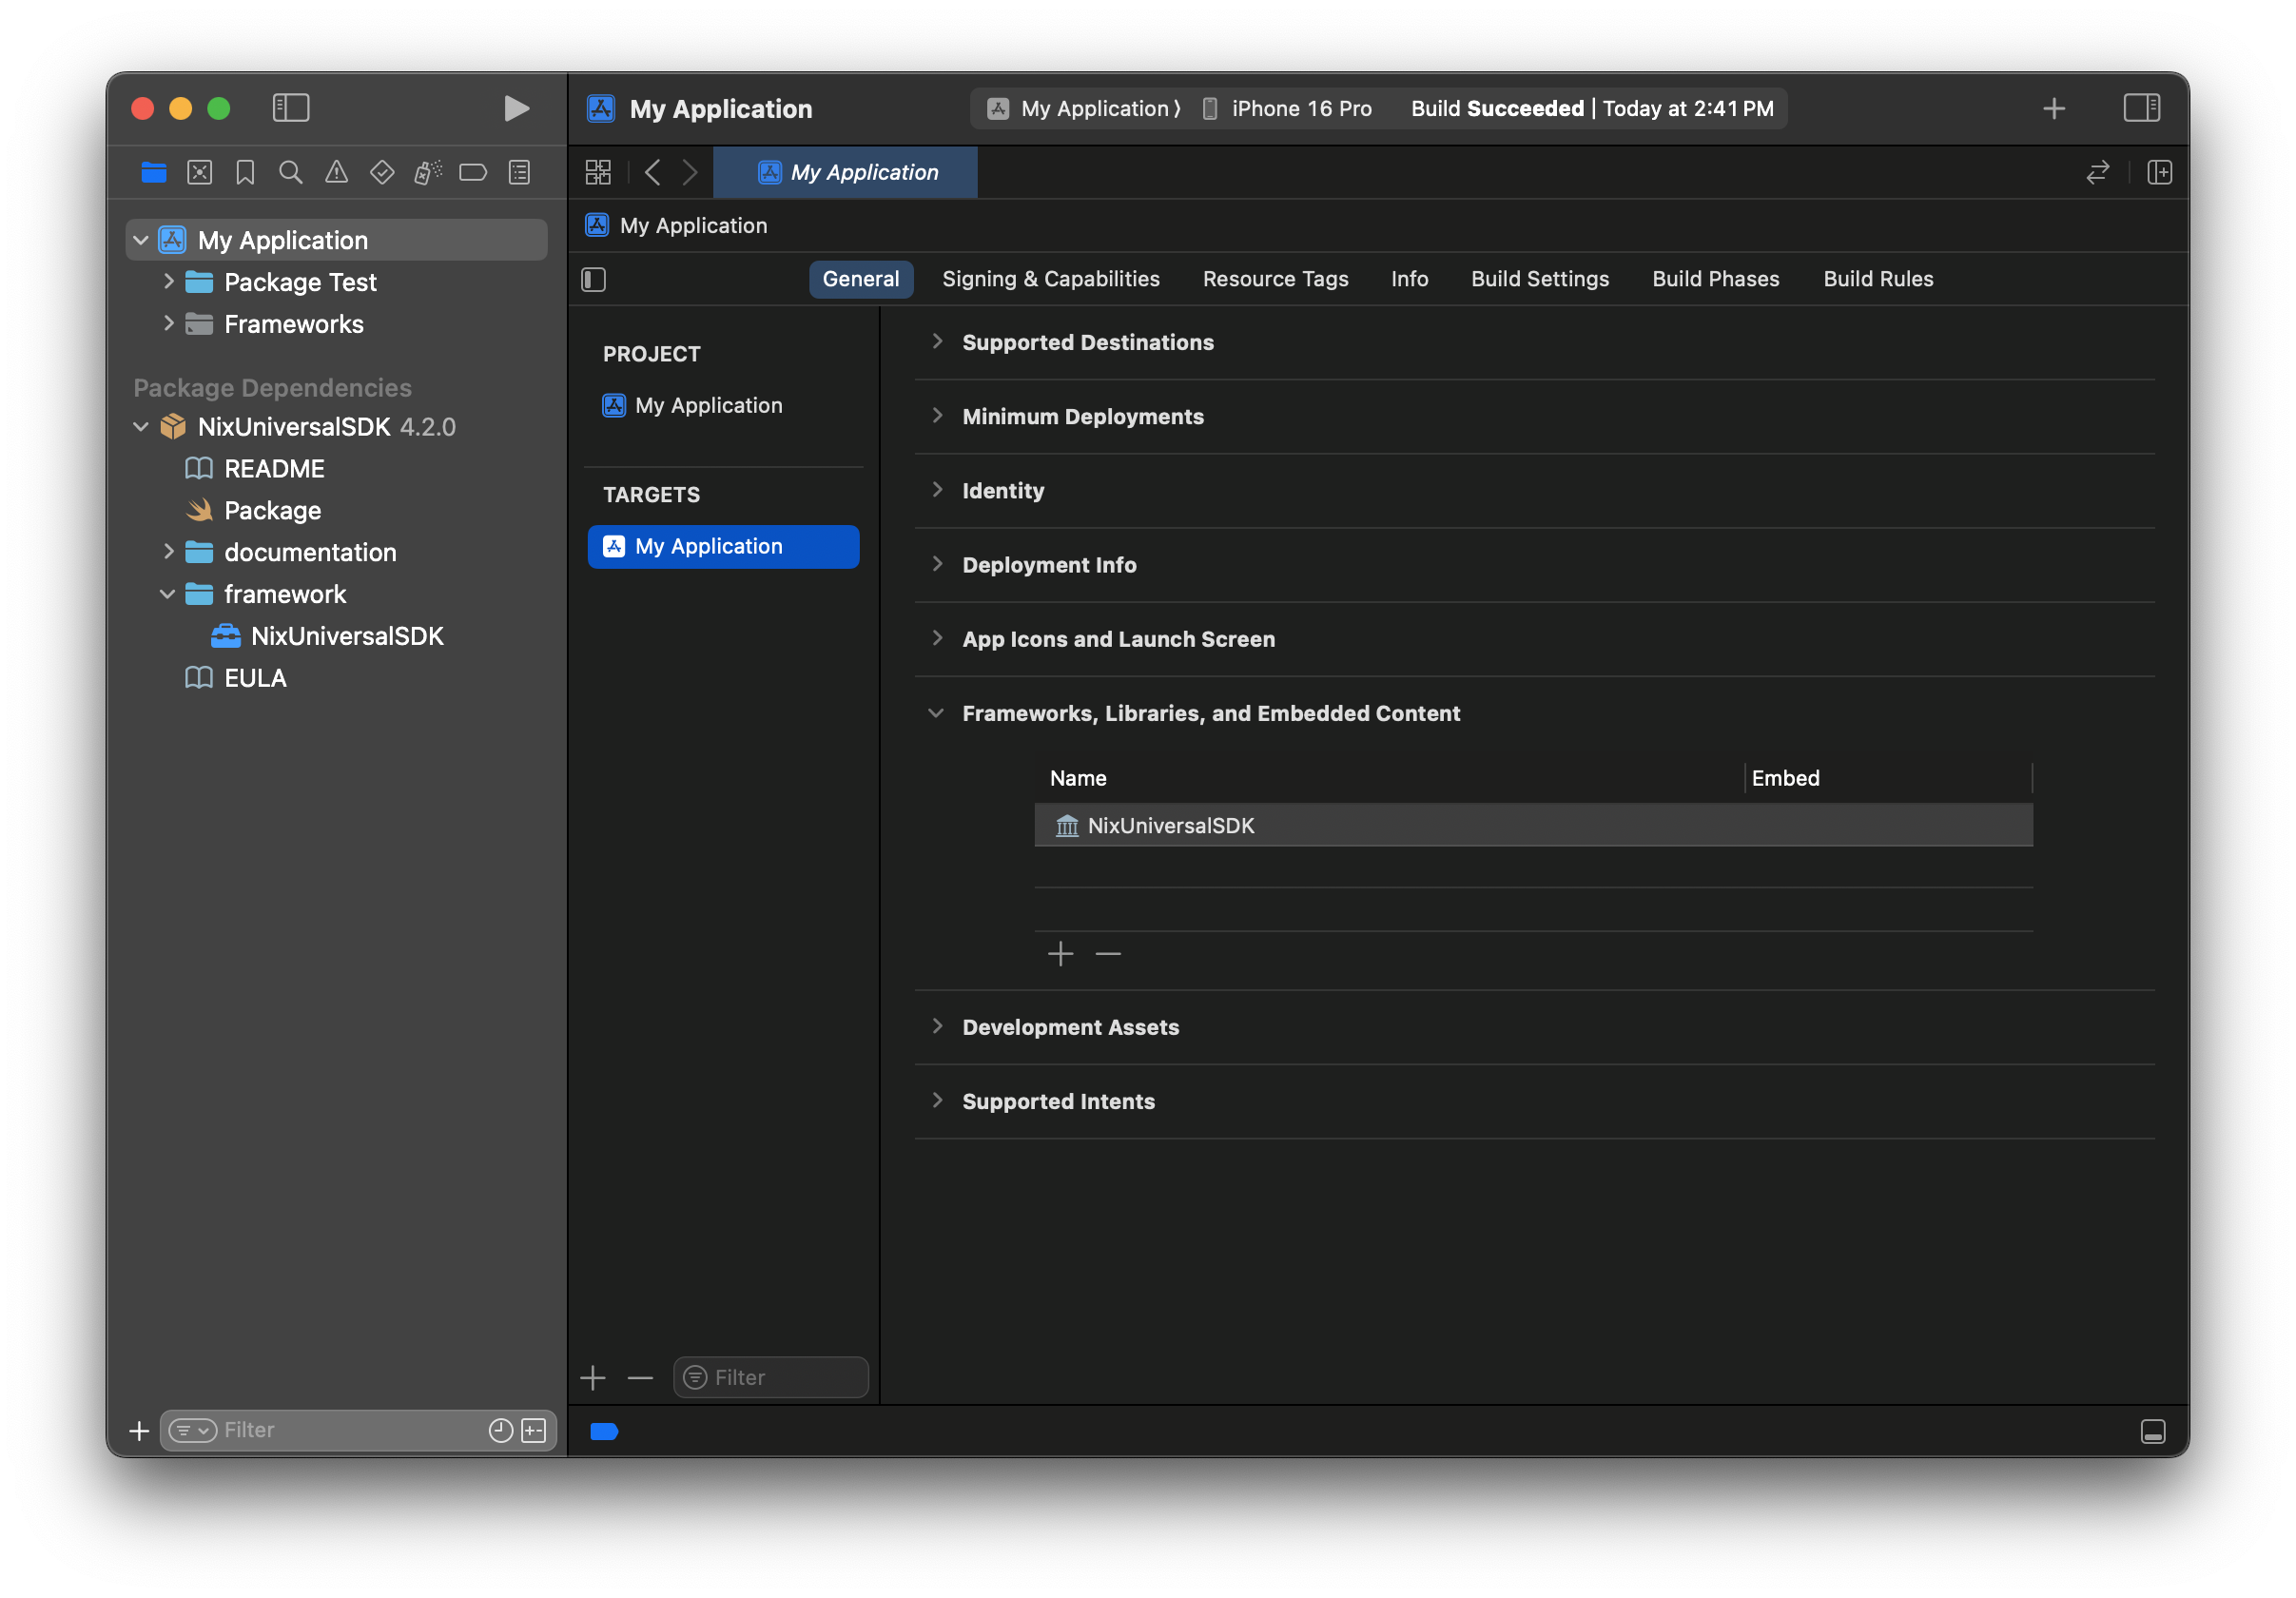 My Application
My Application
iPhone 16 Pro
Build Succeeded | Today at 2:41 PM
My Application
My Application
General
Signing & Capabilities
Resource Tags
Info
Build Settings
Build Phases
Build Rules
My Application
Package Test
Frameworks
Package Dependencies
NixUniversalSDK 4.2.0
README
Package
documentation
framework
NixUniversalSDK
EULA
Filter
PROJECT
My Application
TARGETS
My Application
Filter
Supported Destinations
Minimum Deployments
Identity
Deployment Info
App Icons and Launch Screen
Frameworks, Libraries, and Embedded Content
Name
Embed
NixUniversalSDK
Development Assets
Supported Intents